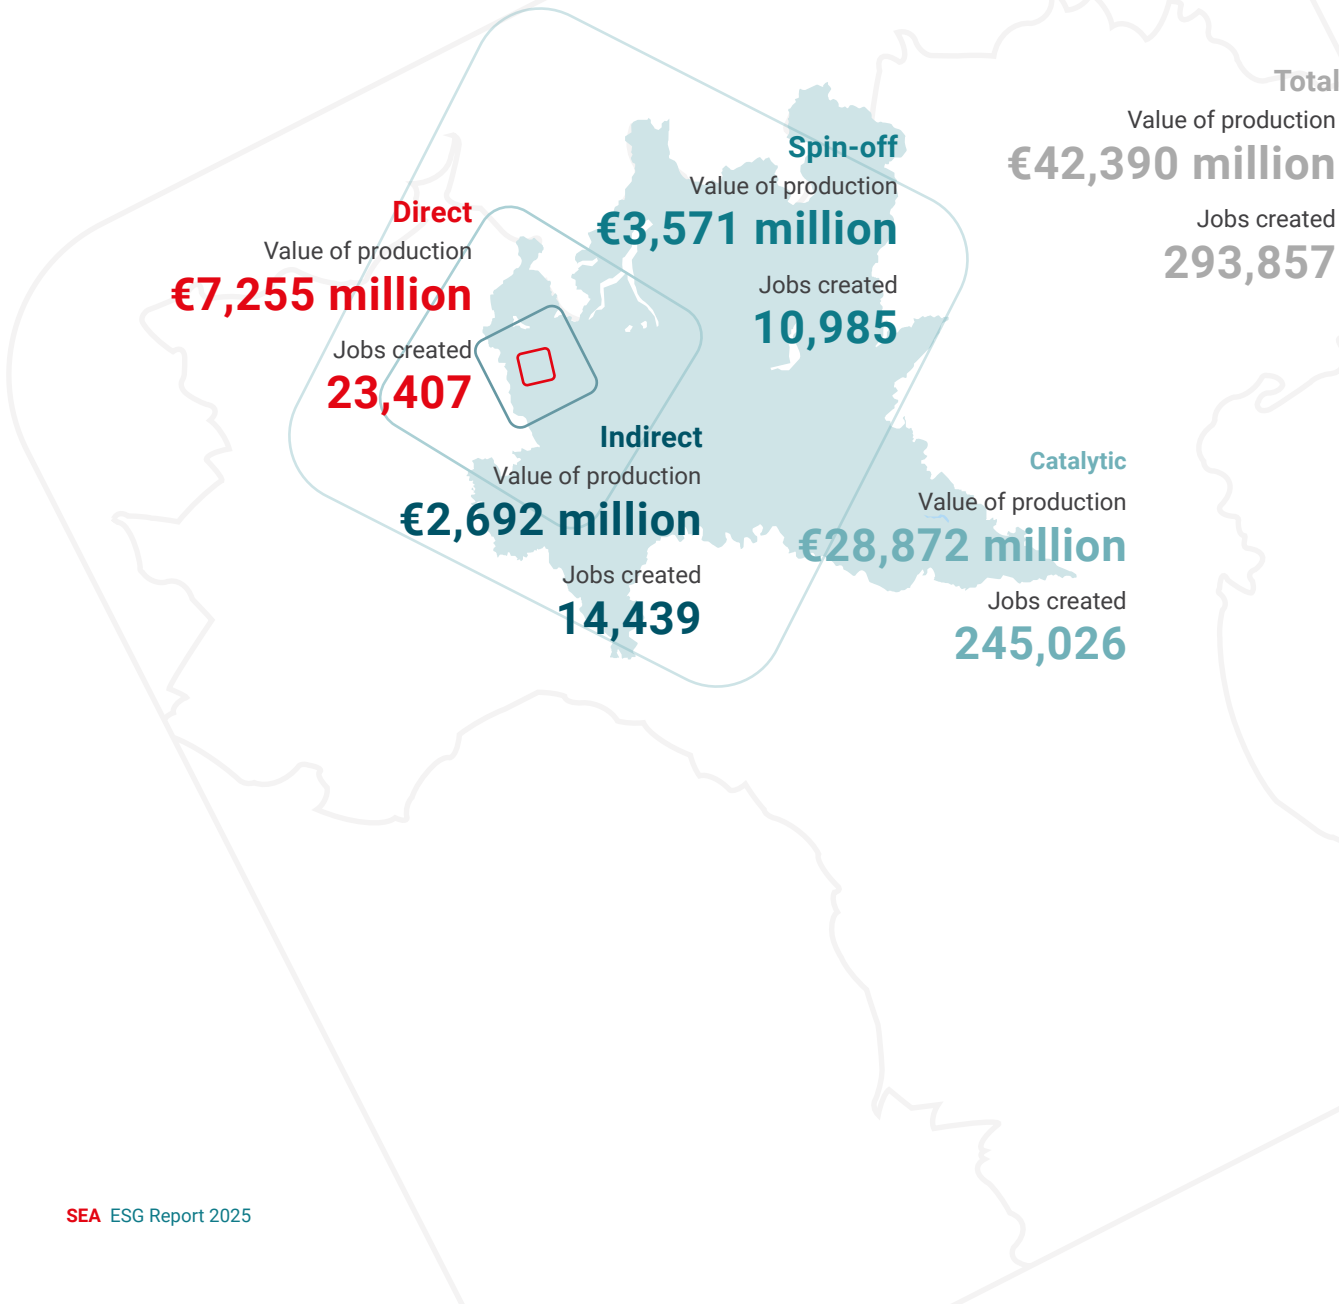 Total
Value of production
€42,390 million
Jobs created
293,857
Spin-off
Value of production
€3,571 million
Jobs created
10,985
Direct
Value of production
€7,255 million
Jobs created
23,407
Indirect
Value of production
€2,692 million
Jobs created
14,439
Catalytic
Value of production
€28,872 million
Jobs created
245,026
SEA ESG Report 2025